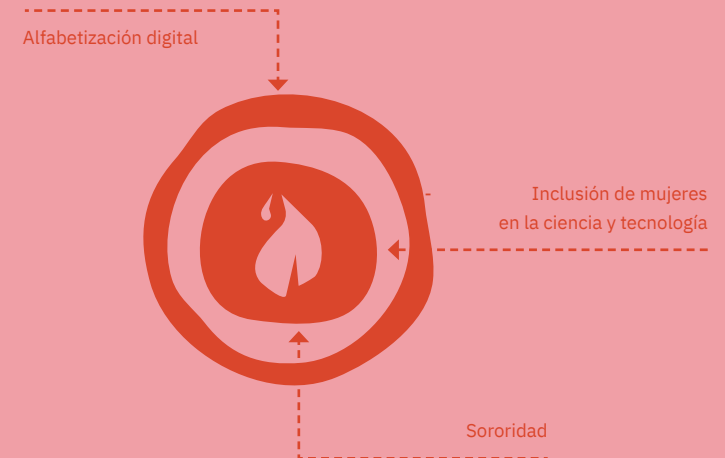 Alfabetización digital
Inclusión de mujeres
en la ciencia y tecnología
Sororidad